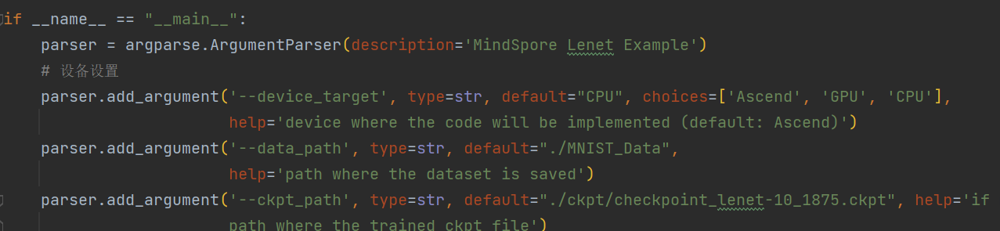 if __name__ == "__main__":
    parser = argparse.ArgumentParser(description='MindSpore Lenet Example')
    # 设备设置
    parser.add_argument('--device_target', type=str, default="CPU", choices=['Ascend', 'GPU', 'CPU'],
                        help='device where the code will be implemented (default: Ascend)')
    parser.add_argument('--data_path', type=str, default="./MNIST_Data",
                        help='path where the dataset is saved')
    parser.add_argument('--ckpt_path', type=str, default="./ckpt/checkpoint_lenet-10_1875.ckpt", help='if
                        path where the trained ckpt file')